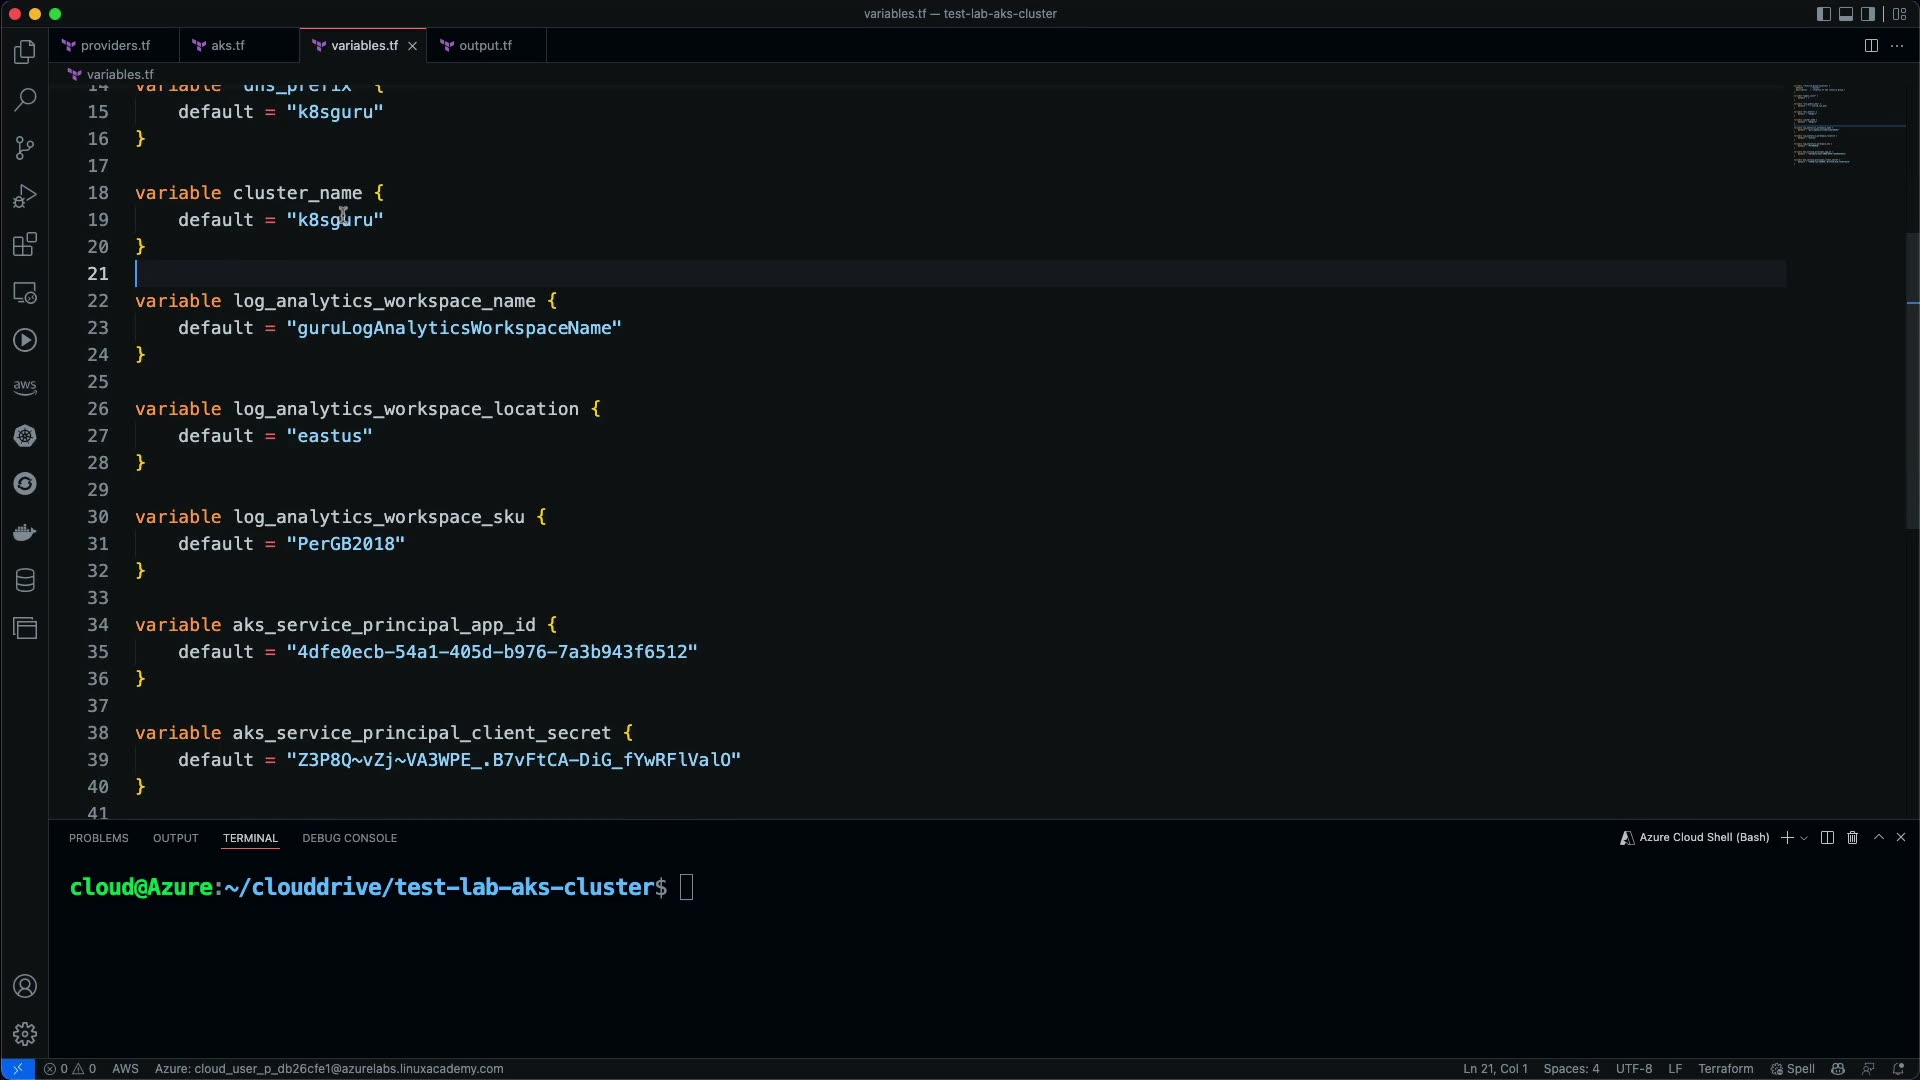 variables.tf — test-lab-aks-cluster
providers.tf
aks.tf
variables.tf
output.tf
variables.tf
14 variable "dns_prefix" {
15 default = "k8sguru"
16 }
17
18 variable cluster_name {
19 default = "k8sguru"
20 }
21
22 variable log_analytics_workspace_name {
23 default = "guruLogAnalyticsWorkspaceName"
24 }
25
26 variable log_analytics_workspace_location {
27 default = "eastus"
28 }
29
30 variable log_analytics_workspace_sku {
31 default = "PerGB2018"
32 }
33
34 variable aks_service_principal_app_id {
35 default = "4dfe0ecb-54a1-405d-b976-7a3b943f6512"
36 }
37
38 variable aks_service_principal_client_secret {
39 default = "Z3P8Q~vZj~VA3WPE_.B7vFtCA-DiG_fYwRFlValO"
40 }
41
aws
PROBLEMS OUTPUT TERMINAL DEBUG CONSOLE
Azure Cloud Shell (Bash)
cloud@Azure:~/clouddrive/test-lab-aks-cluster$
0 0 AWS Azure: cloud_user_p_db26cfe1@azurelabs.linuxacademy.com
Ln 21, Col 1 Spaces: 4 UTF-8 LF Terraform Spell